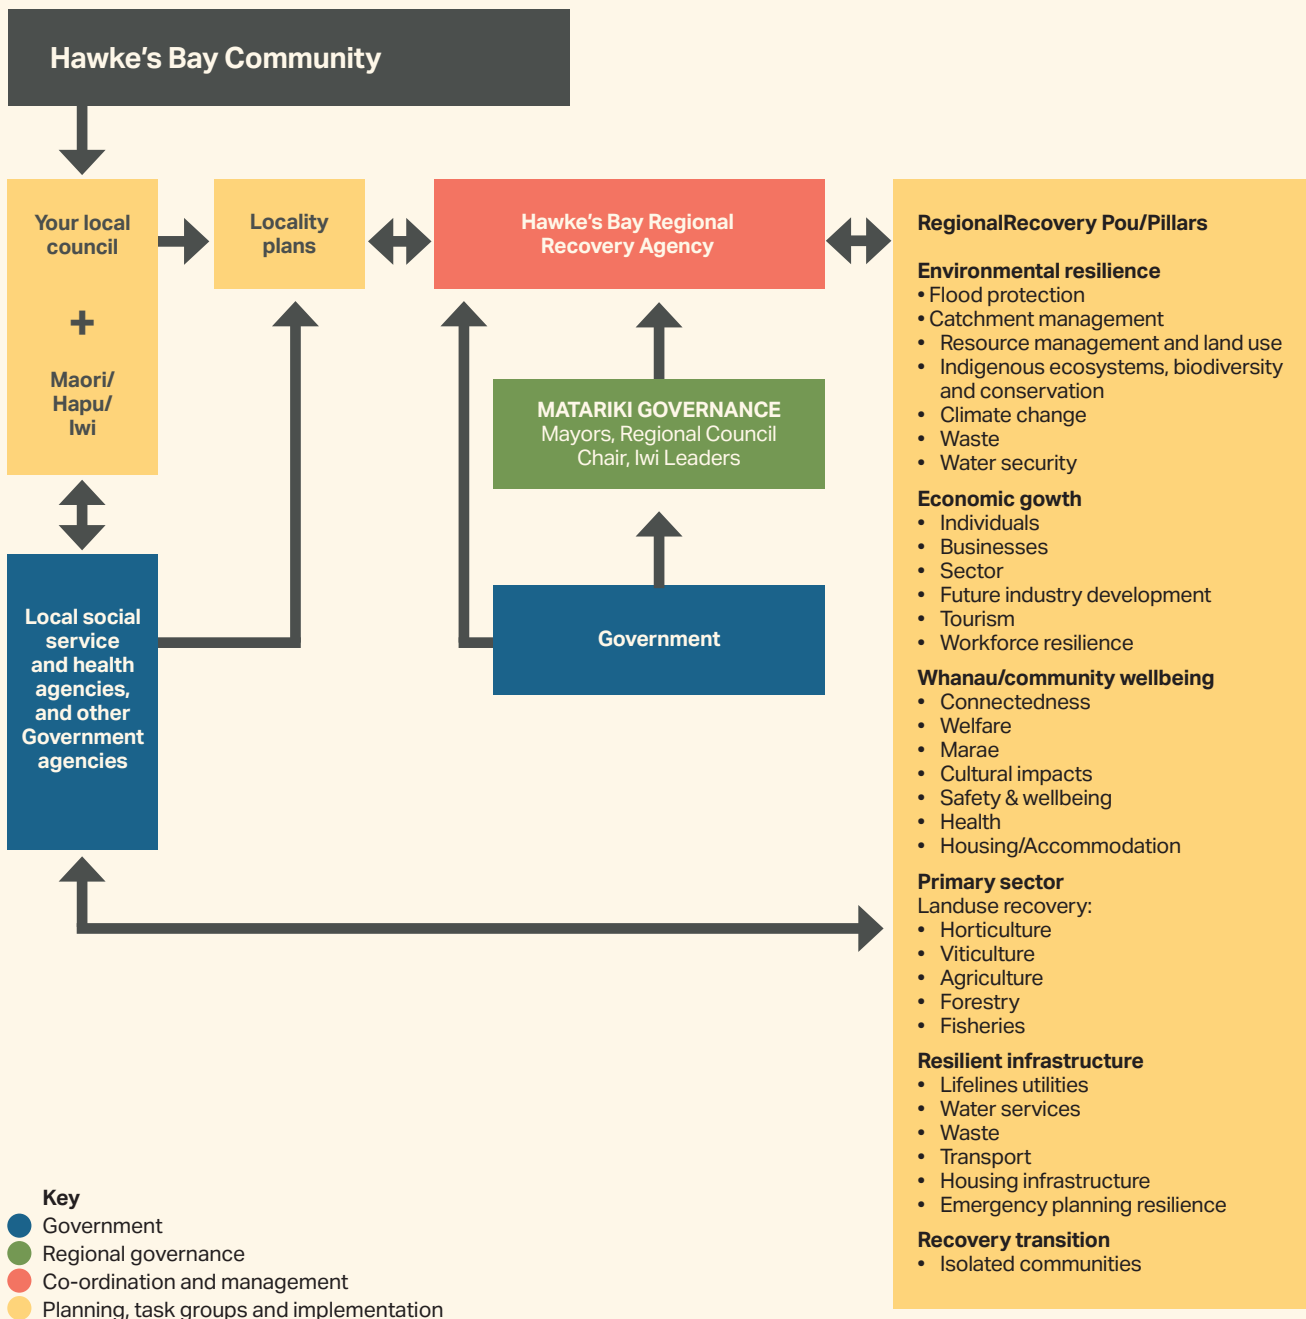 Hawke's Bay Community
Your local
council
+
Maori/
Hapu/
Iwi
Locality
plans
Hawke's Bay Regional
Recovery Agency
MATARIKI GOVERNANCE
Mayors, Regional Council
Chair, Iwi Leaders
Government
Local social
service
and health
agencies,
and other
Government
agencies
RegionalRecovery Pou/Pillars
Environmental resilience
• Flood protection
• Catchment management
• Resource management and land use
• Indigenous ecosystems, biodiversity
and conservation
• Climate change
• Waste
• Water security
Economic gowth
• Individuals
• Businesses
• Sector
• Future industry development
• Tourism
• Workforce resilience
Whanau/community wellbeing
• Connectedness
• Welfare
• Marae
• Cultural impacts
• Safety & wellbeing
• Health
• Housing/Accommodation
Primary sector
Landuse recovery:
• Horticulture
• Viticulture
• Agriculture
• Forestry
• Fisheries
Resilient infrastructure
• Lifelines utilities
• Water services
• Waste
• Transport
• Housing infrastructure
• Emergency planning resilience
Recovery transition
• Isolated communities
Key
Government
Regional governance
Co-ordination and management
Planning, task groups and implementation